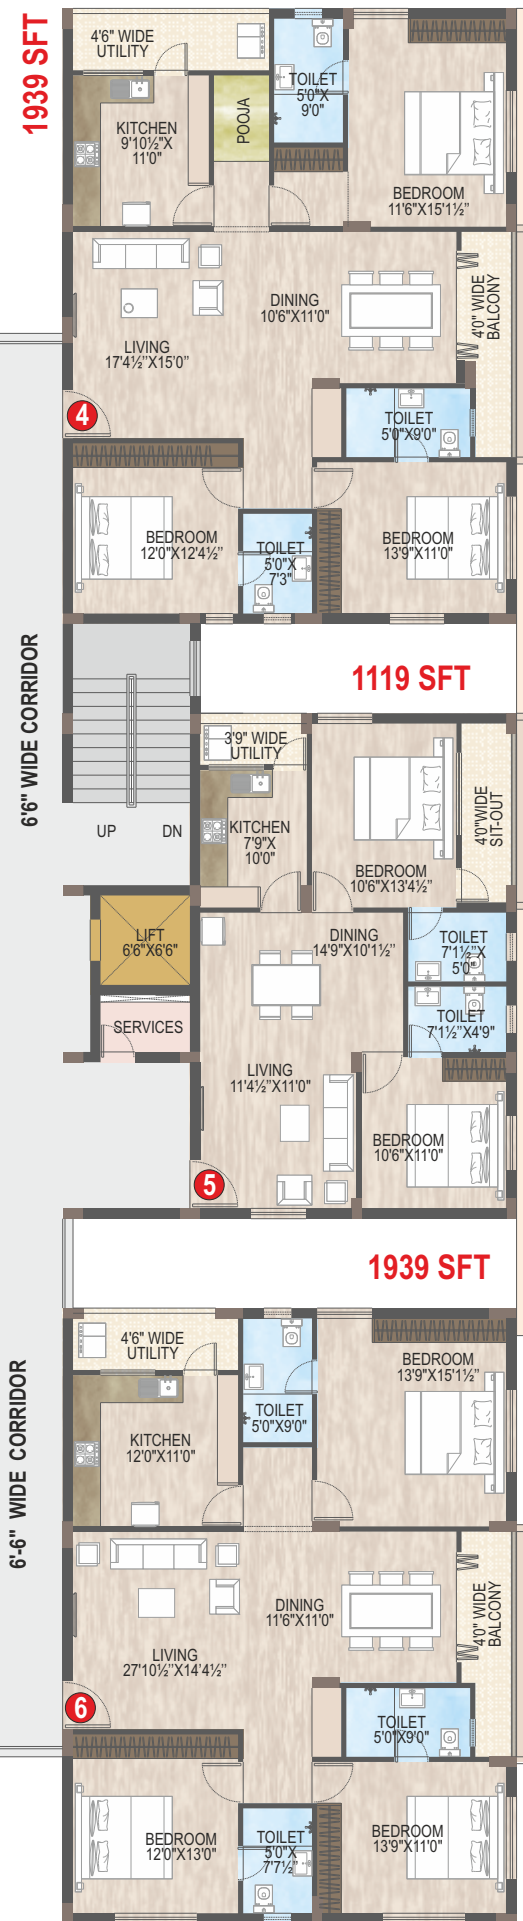 1939 SFT
4'6" WIDE
UTILITY
TOILET
5'0"X
9'0"
KITCHEN
9'10½"X
11'0"
POOJA
BEDROOM
11'6"X15'1½"
DINING
10'6"X11'0"
4'0" WIDE
BALCONY
LIVING
17'4½"X15'0"
4
TOILET
5'0"X9'0"
BEDROOM
12'0"X12'4½"
TOILET
5'0"X
7'3"
BEDROOM
13'9"X11'0"
6'6" WIDE CORRIDOR
1119 SFT
3'9" WIDE
UTILITY
KITCHEN
7'9"X
10'0"
4'0"WIDE
SIT-OUT
UP
DN
BEDROOM
10'6"X13'4½"
LIFT
6'6"X6'6"
DINING
14'9"X10'1½"
TOILET
7'1½"X
5'0"
SERVICES
TOILET
7'1½"X4'9"
LIVING
11'4½"X11'0"
BEDROOM
10'6"X11'0"
5
1939 SFT
4'6" WIDE
UTILITY
BEDROOM
13'9"X15'1½"
TOILET
5'0"X9'0"
KITCHEN
12'0"X11'0"
6'-6" WIDE CORRIDOR
DINING
11'6"X11'0"
4'0" WIDE
BALCONY
LIVING
27'10½"X14'4½"
6
TOILET
5'0"X9'0"
BEDROOM
12'0"X13'0"
TOILET
5'0"X
7'7½"
BEDROOM
13'9"X11'0"